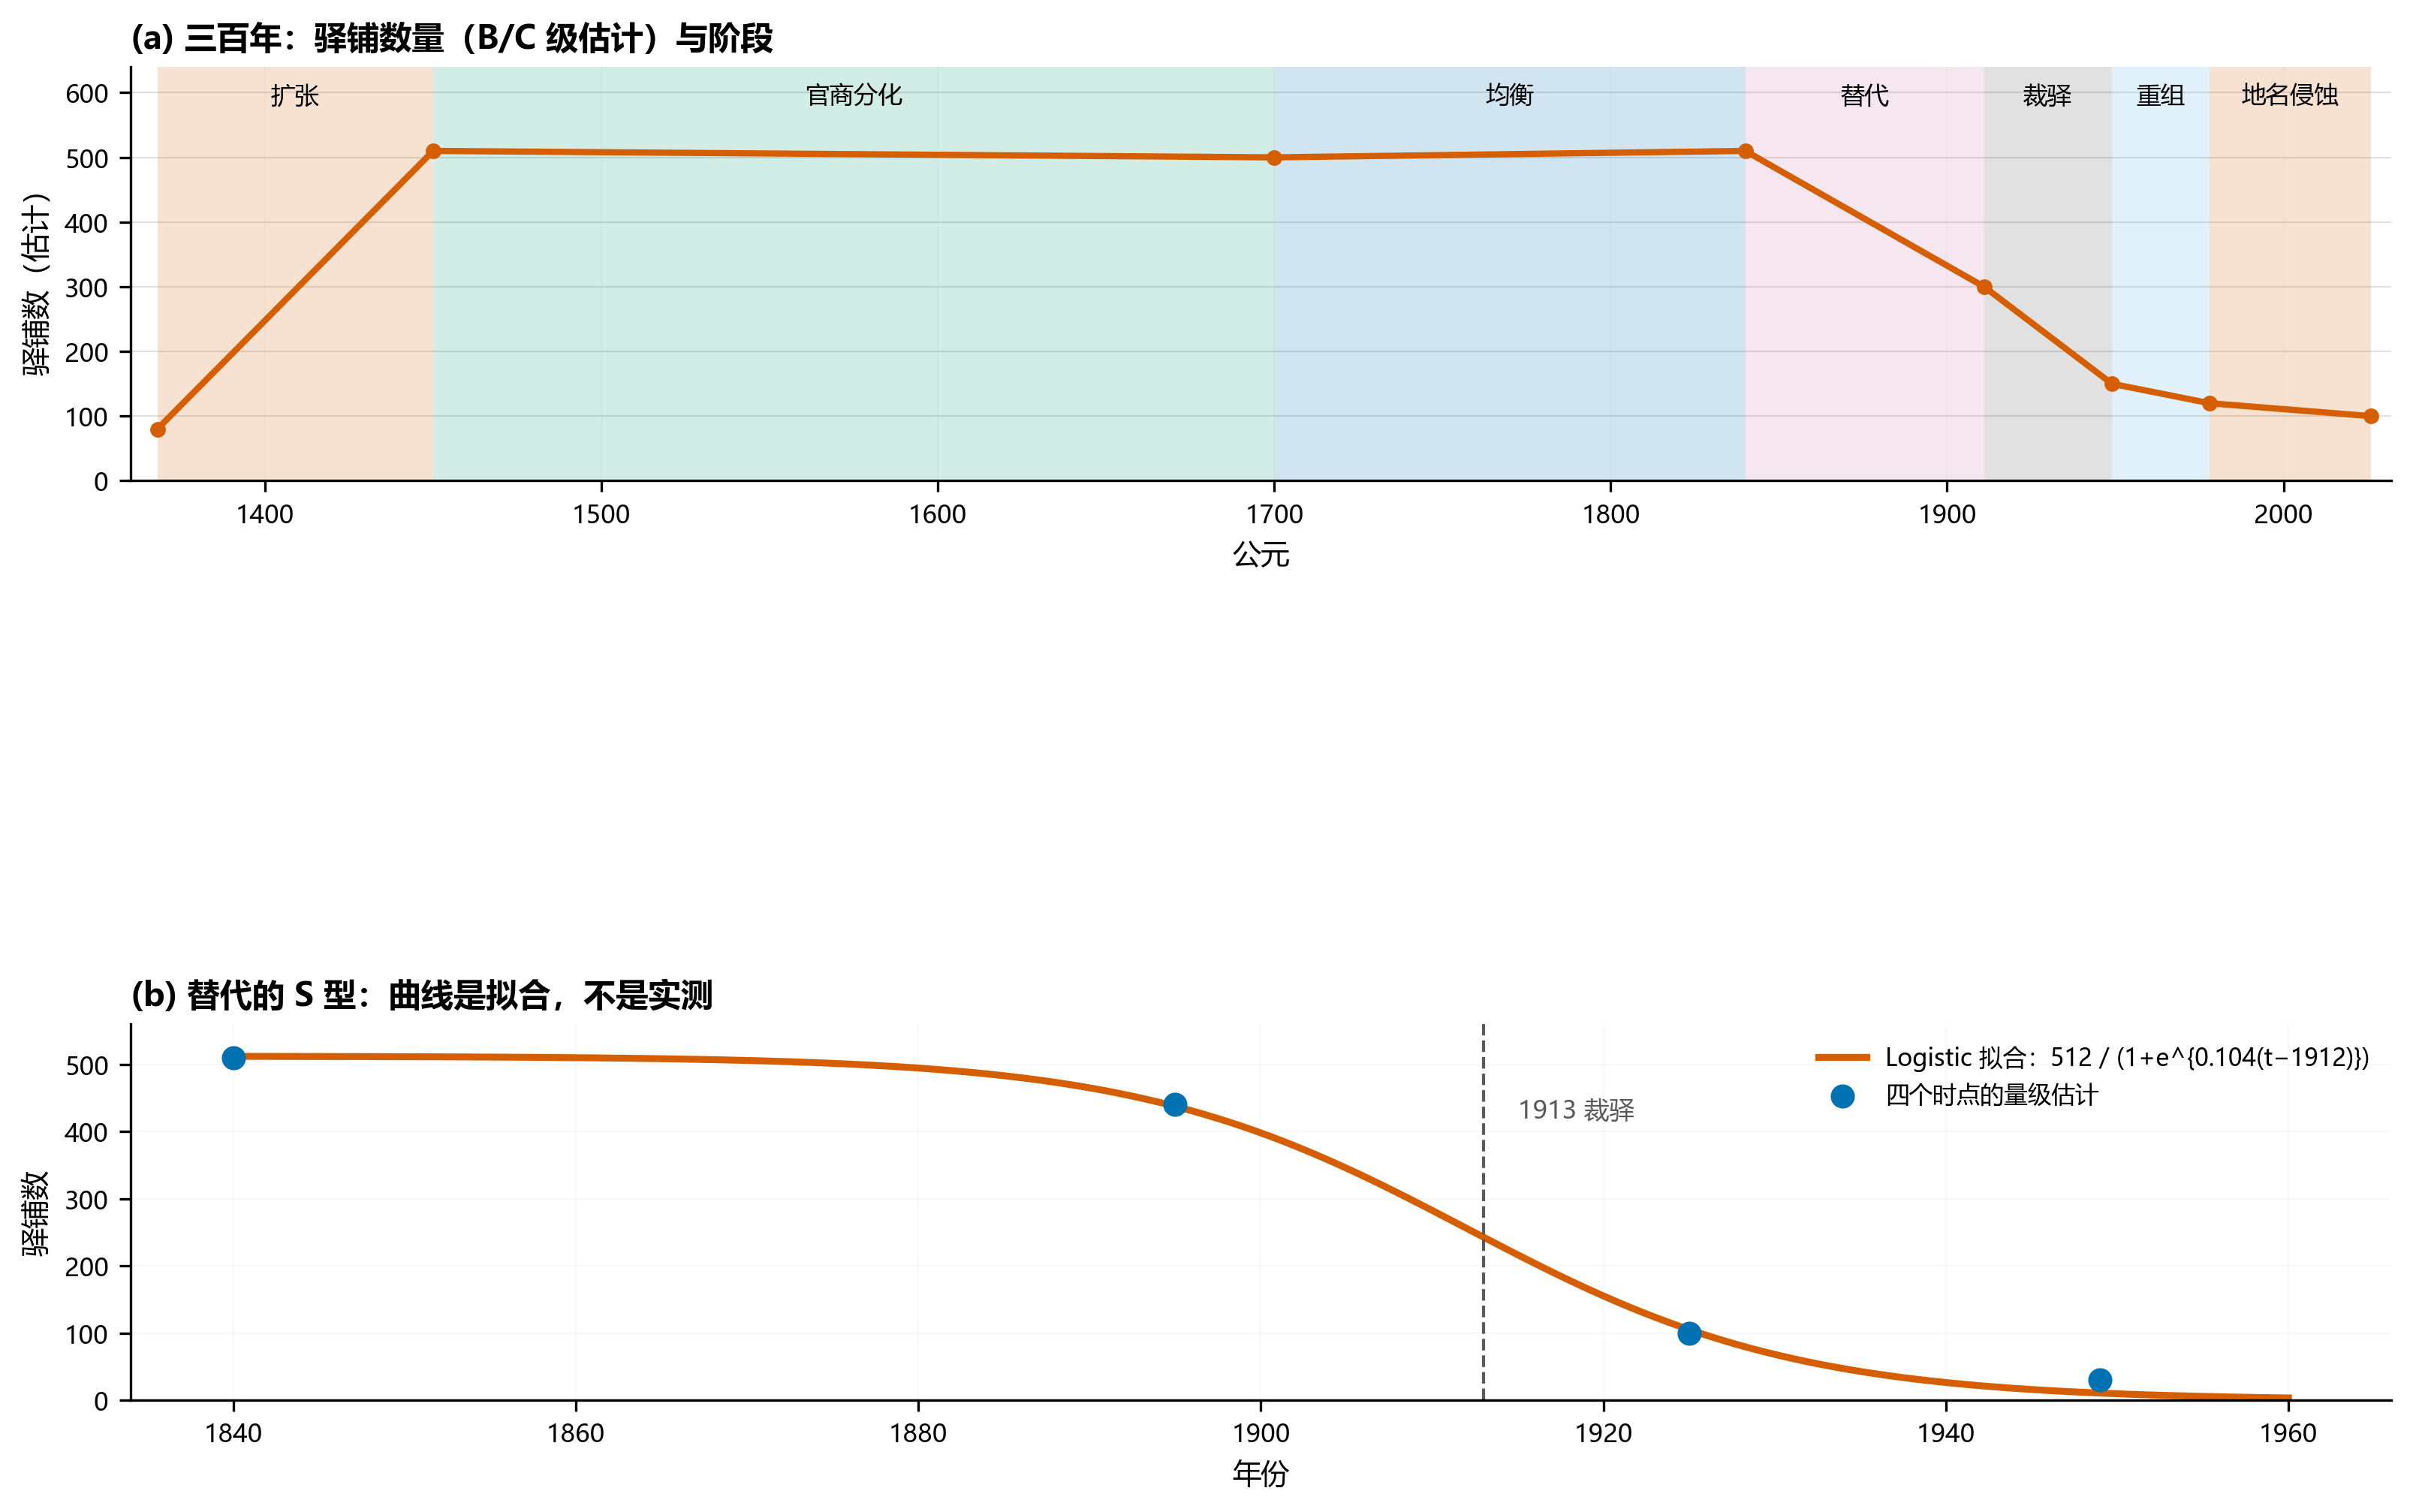 (a) 三百年：驿铺数量（B/C 级估计）与阶段
扩张
官商分化
均衡
替代
裁驿
重组
地名侵蚀
驿铺数（估计）
600
500
400
300
200
100
0
1400
1500
1600
1700
1800
1900
2000
公元
(b) 替代的 S 型：曲线是拟合，不是实测
Logistic 拟合：512 / (1+e^{0.104(t−1912)})
四个时点的量级估计
1913 裁驿
驿铺数
500
400
300
200
100
0
1840
1860
1880
1900
1920
1940
1960
年份